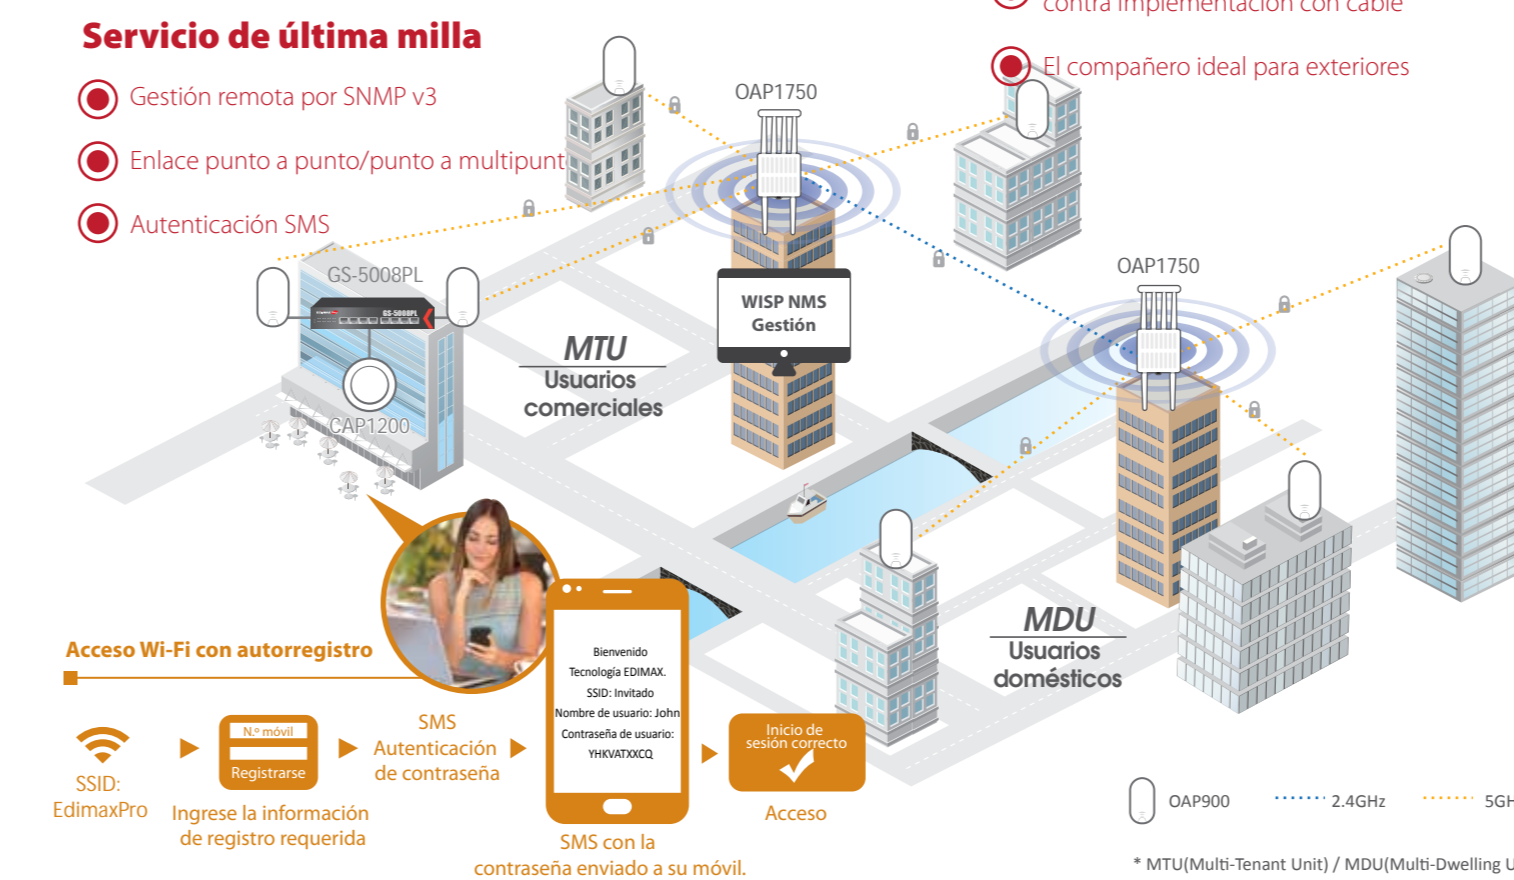 Servicio de última milla
Gestión remota por SNMP v3
Enlace punto a punto/punto a multipunt
Autenticación SMS
contra implementación con cable
El compañero ideal para exteriores
OAP1750
GS-5008PL
GS-5008PL
CAP1200
WISP NMS
Gestión
MTU
Usuarios
comerciales
OAP1750
MDU
Usuarios
domésticos
Acceso Wi-Fi con autorregistro
SSID:
EdimaxPro
N.º móvil
Registrarse
Ingrese la información
de registro requerida
SMS
Autenticación
de contraseña
Bienvenido
Tecnología EDIMAX.
SSID: Invitado
Nombre de usuario: John
Contraseña de usuario:
YHKVATXXCQ
SMS con la
contraseña enviado a su móvil.
Inicio de
sesión correcto
Acceso
OAP900
2.4GHz
5GH
* MTU(Multi-Tenant Unit) / MDU(Multi-Dwelling U